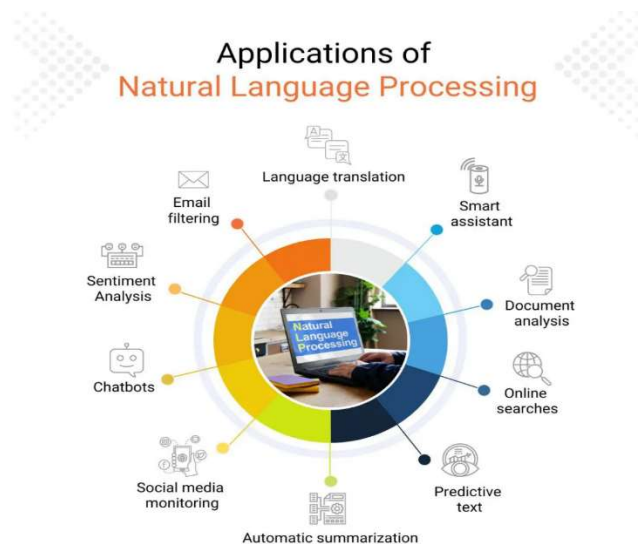 Applications of
Natural Language Processing
Language translation
Smart
assistant
Document
analysis
Online
searches
Predictive
text
Automatic summarization
Social media
monitoring
Chatbots
Sentiment
Analysis
Email
filtering
Natural
Language
Processing